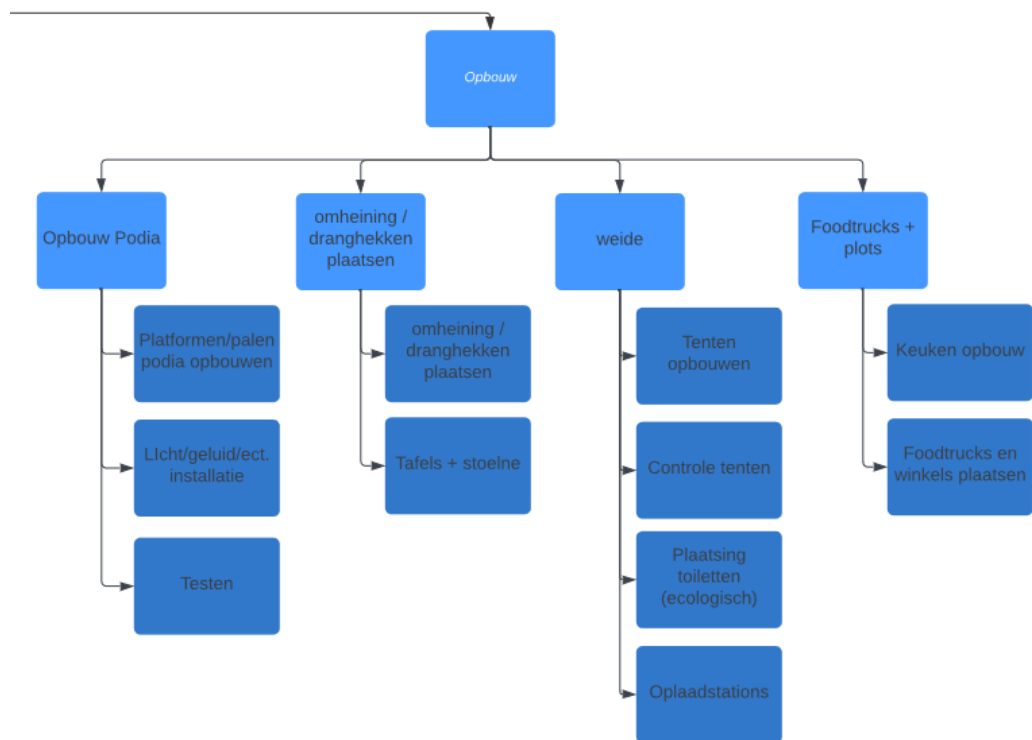 Opbouw
Opbouw Podia
omheining /
dranghekken
plaatsen
weide
Foodtrucks +
plots
Platformen/palen
podia opbouwen
LIcht/geluid/ect.
installatie
Testen
omheining /
dranghekken
plaatsen
Tafels + stoelne
Tenten
opbouwen
Controle tenten
Plaatsing
toiletten
(ecologisch)
Oplaadstations
Keuken opbouw
Foodtrucks en
winkels plaatsen